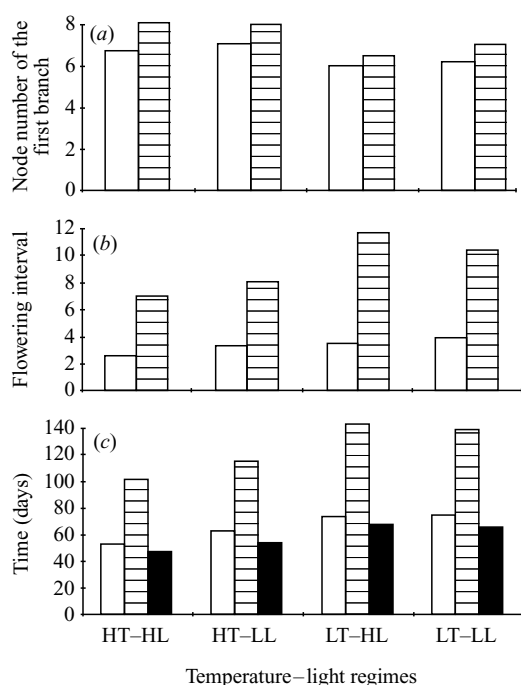 (a)
8
6
4
2
0
Node number of the
first branch
(b)
12
10
8
6
4
2
0
Flowering interval
(c)
140
120
100
80
60
40
20
0
Time (days)
HT–HL HT–LL LT–HL LT–LL
Temperature–light regimes